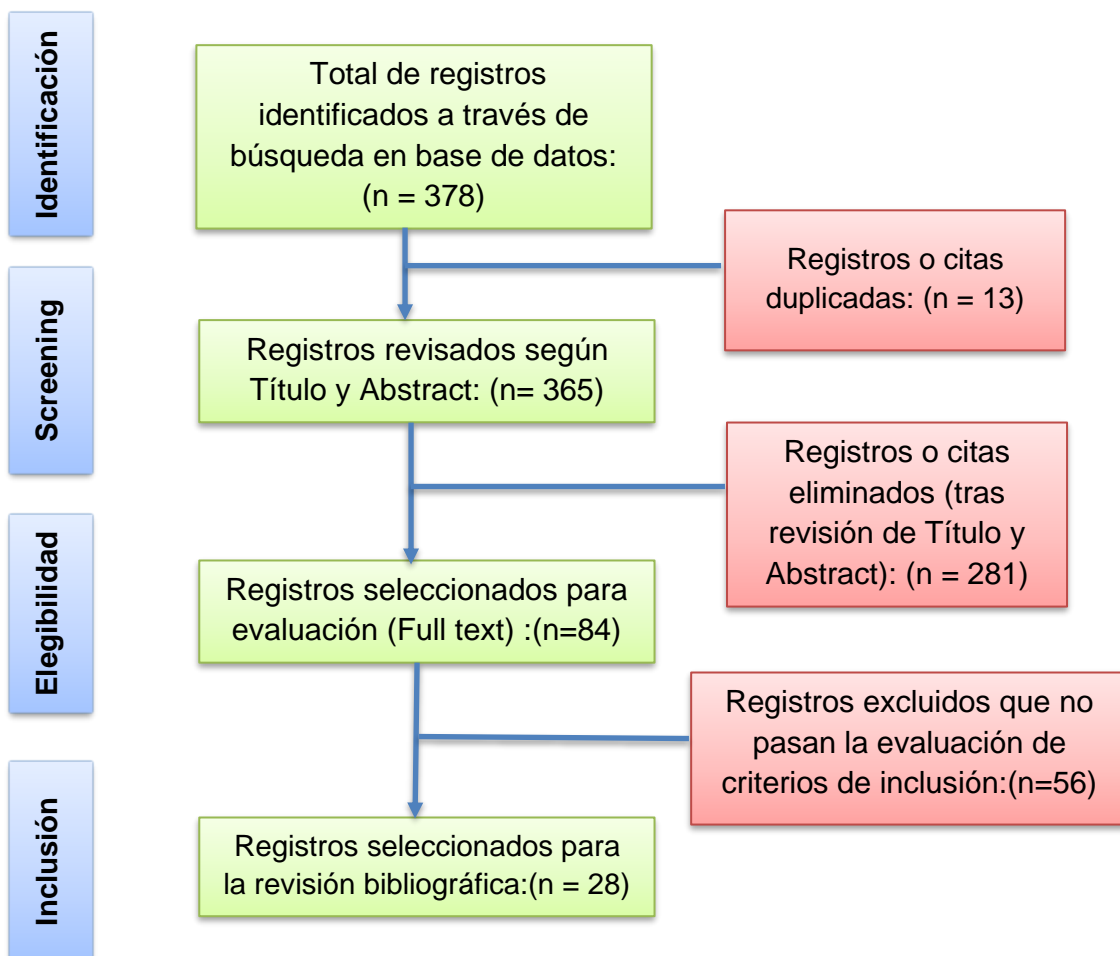 Identificación
Total de registros
identificados a través de
búsqueda en base de datos:
(n = 378)
Registros o citas
duplicadas: (n = 13)
Screening
Registros revisados según
Título y Abstract: (n= 365)
Registros o citas
eliminados (tras
revisión de Título y
Abstract): (n = 281)
Elegibilidad
Registros seleccionados para
evaluación (Full text) :(n=84)
Registros excluidos que no
pasan la evaluación de
criterios de inclusión:(n=56)
Inclusión
Registros seleccionados para
la revisión bibliográfica:(n = 28)